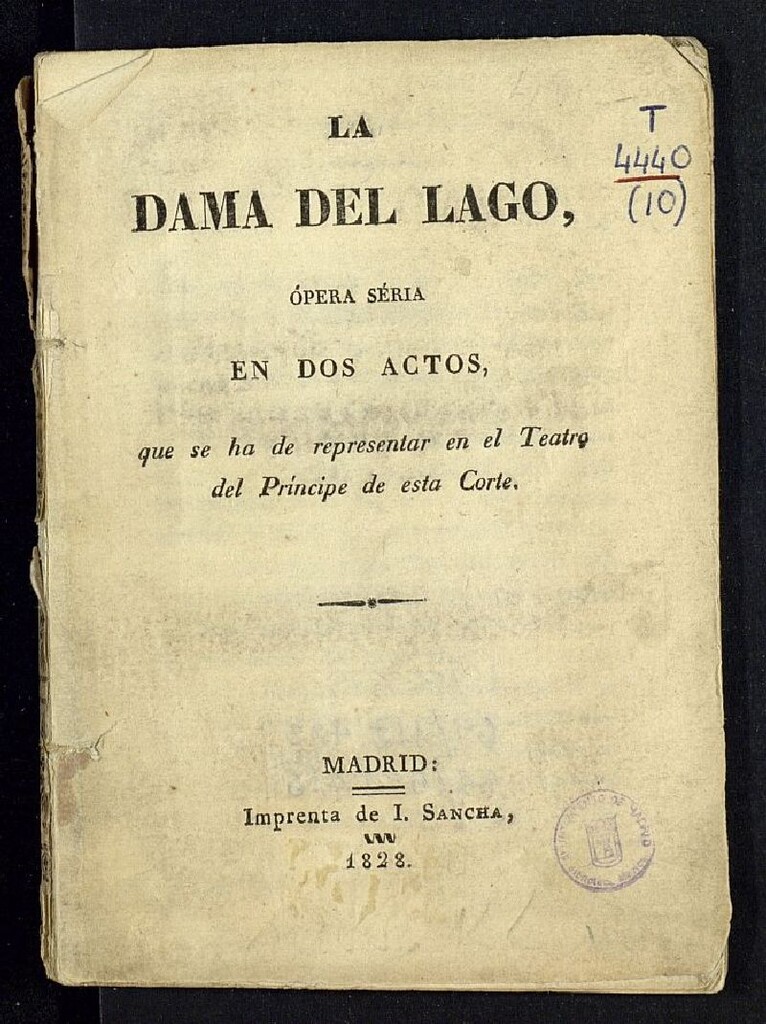 LA
DAMA DEL LAGO,
T
4440
(10)
ÓPERA SÉRIA
EN DOS ACTOS,
que se ha de representar en el Teatro
del Príncipe de esta Corte.
MADRID:
Imprenta de I. SANCHA,
1828.